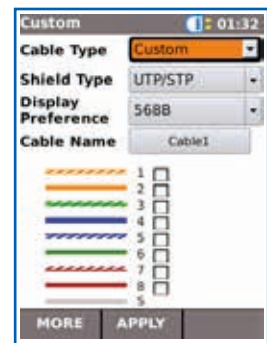 Custom 01:32
Cable Type Custom
Shield Type UTP/STP
Display
Preference 568B
Cable Name Cable1
1
2
3
4
5
6
7
8
S
MORE APPLY